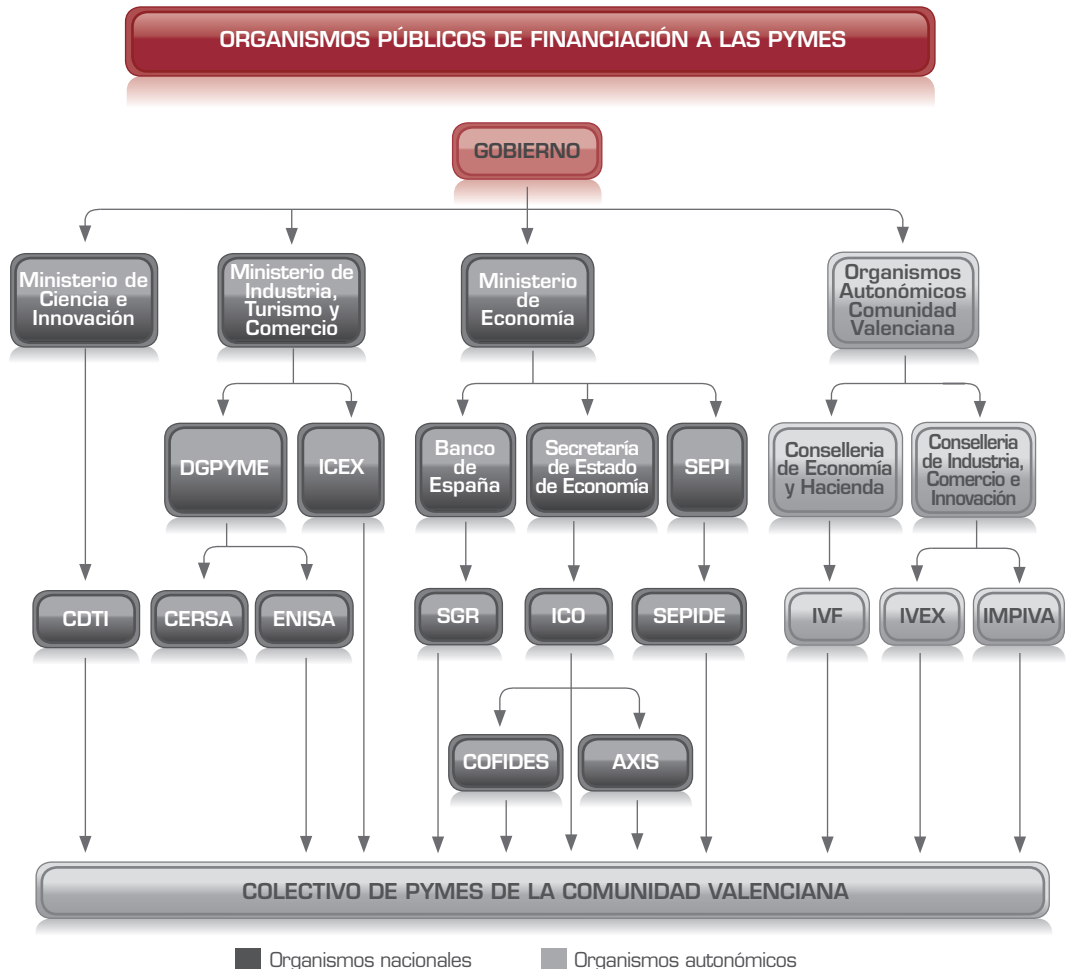 ORGANISMOS PÚBLICOS DE FINANCIACIÓN A LAS PYMES
GOBIERNO
Ministerio de
Ciencia e
Innovación
Ministerio de
Industria,
Turismo y
Comercio
Ministerio
de
Economía
Organismos
Autonómicos
Comunidad
Valenciana
DGPYME
ICEX
Banco
de
España
Secretaría
de Estado
de Economía
SEPI
Conselleria
de Economía
y Hacienda
Conselleria
de Industria,
Comercio e
Innovación
CDTI
CERSA
ENISA
SGR
ICO
SEPIDE
IVF
IVEX
IMPIVA
COFIDES
AXIS
COLECTIVO DE PYMES DE LA COMUNIDAD VALENCIANA
Organismos nacionales
Organismos autonómicos